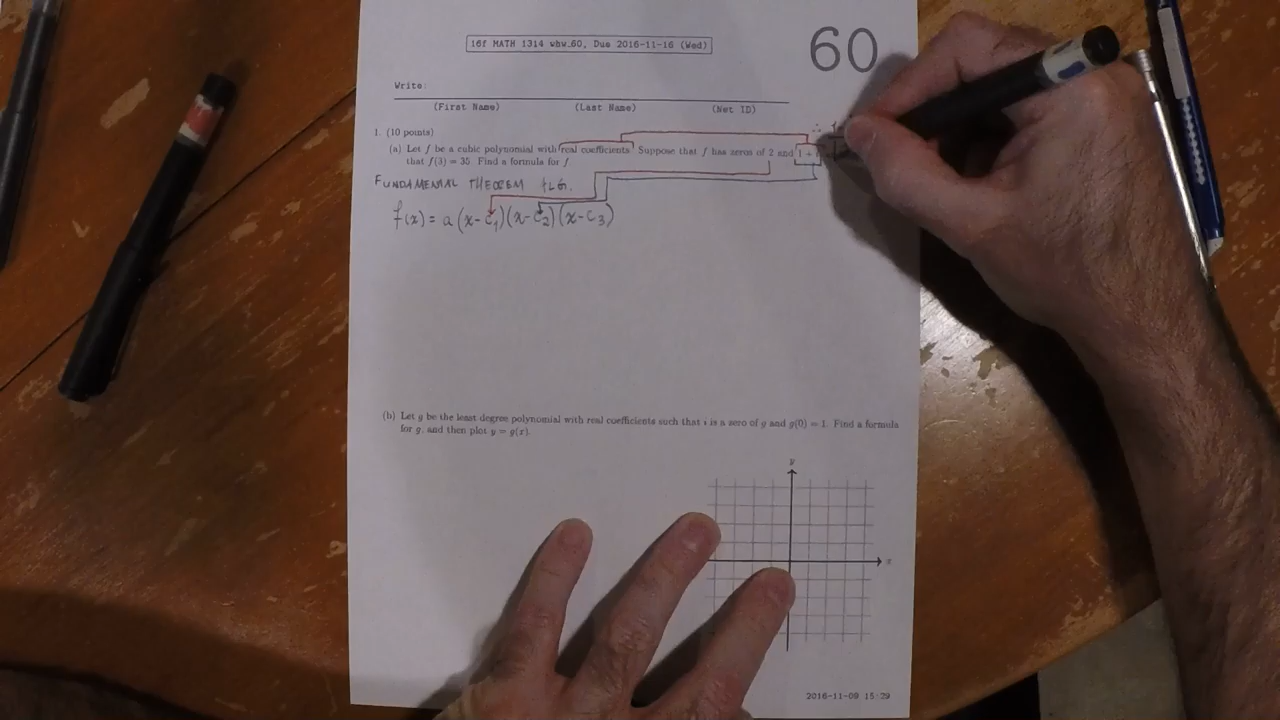 16f MATH 1314 whw.60, Due 2016-11-16 (Wed)
60
Write:
(First Name) (Last Name) (Net ID)
1. (10 points)
(a) Let f be a cubic polynomial with real coefficients. Suppose that f has zeros of 2 and 1 +
that f(3) = 35. Find a formula for f
FUNDAMENTAL THEOREM ALG.
f(x) = a(x-c₁)(x-c₂)(x-c₃)
(b) Let g be the least degree polynomial with real coefficients such that i is a zero of g and g(0) = 1. Find a formula
for g, and then plot y = g(x).
y
x
2016-11-09 15:29